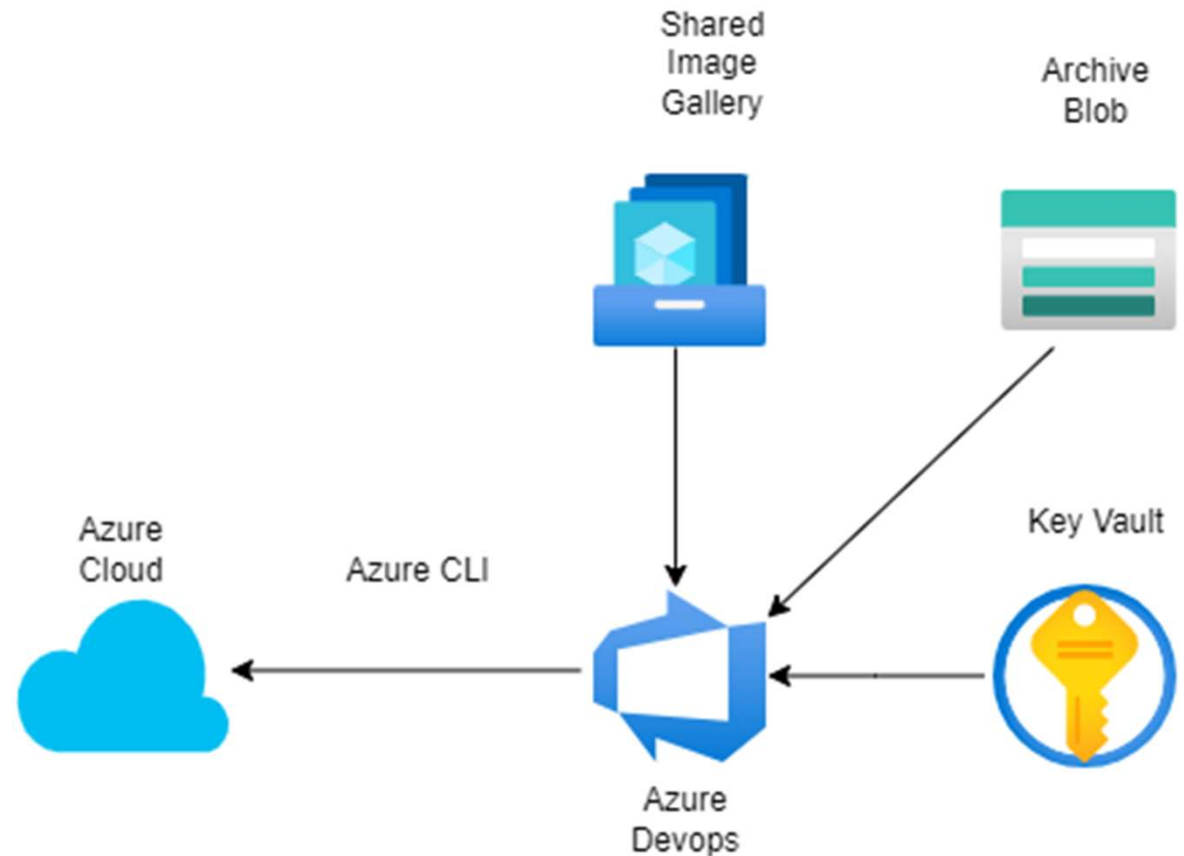 Shared
Image
Gallery
Archive
Blob
Key Vault
Azure
Cloud
Azure CLI
Azure
Devops